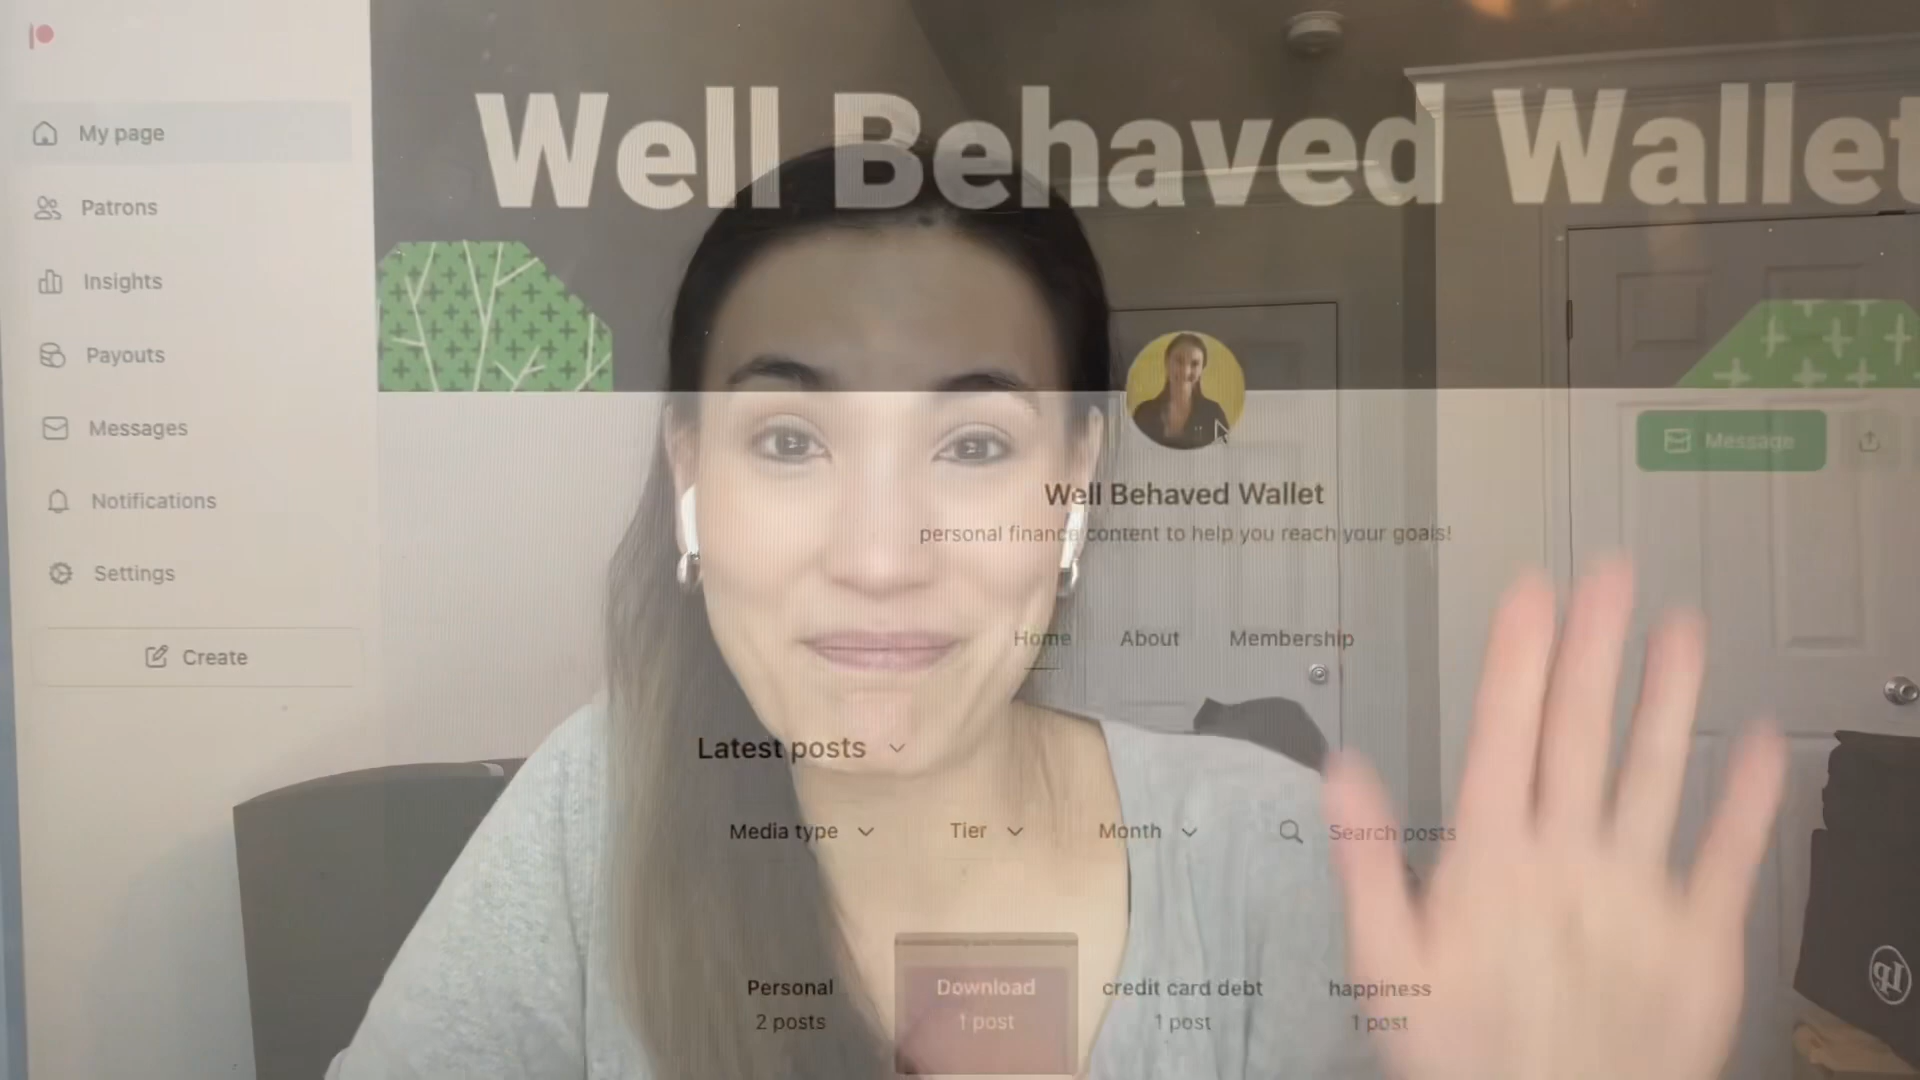 Well Behaved Wallet
My page
Patrons
Insights
Payouts
Messages
Notifications
Settings
Create
Message
Well Behaved Wallet
personal finance content to help you reach your goals!
Home About Membership
Latest posts
Media type Tier Month Search posts
Personal Download credit card debt happiness
2 posts 1 post 1 post 1 post